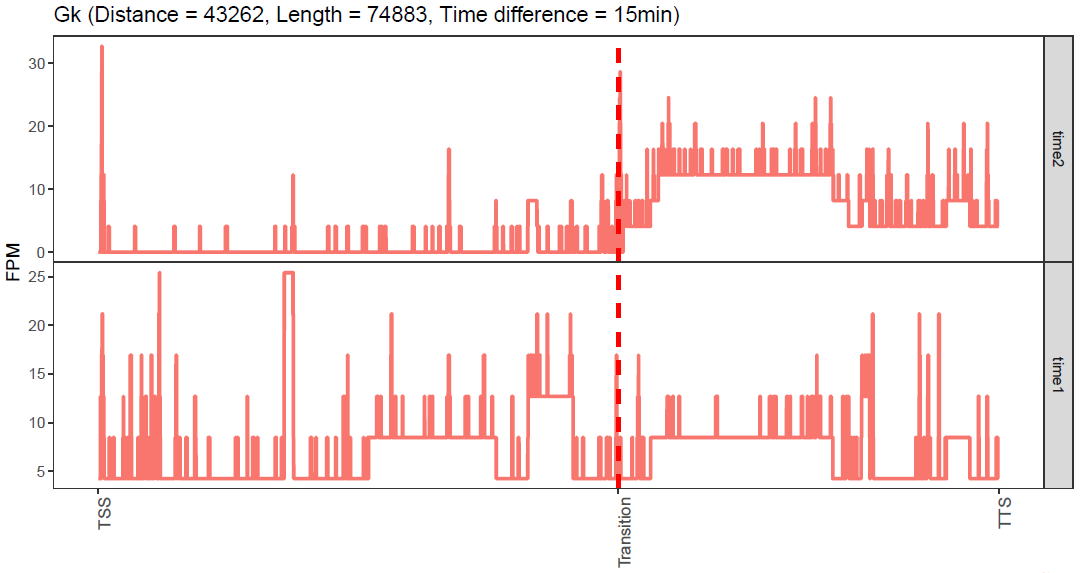 Gk (Distance = 43262, Length = 74883, Time difference = 15min)
FPM
30
20
10
0
time2
25
20
15
10
5
time1
TSS
Transition
TTS